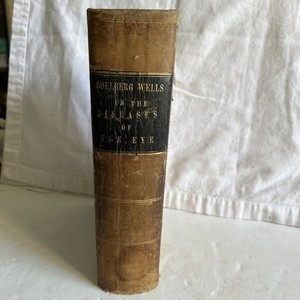 SOELBERG WELLS
ON THE
DISEASES
OF
THE EYE